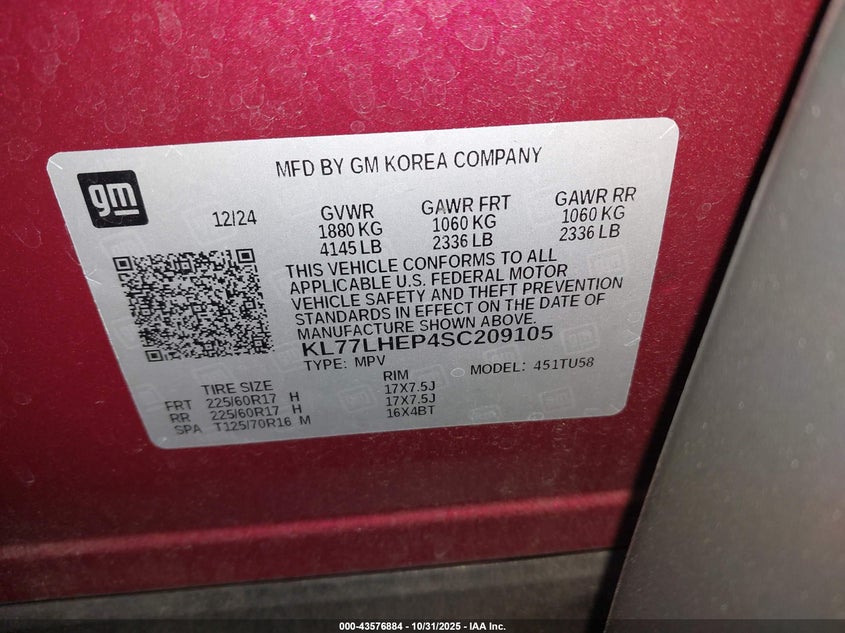 MFD BY GM KOREA COMPANY
gm
12/24
GVWR GAWR FRT GAWR RR
1880 KG 1060 KG 1060 KG
4145 LB 2336 LB 2336 LB
THIS VEHICLE CONFORMS TO ALL
APPLICABLE U.S. FEDERAL MOTOR
VEHICLE SAFETY AND THEFT PREVENTION
STANDARDS IN EFFECT ON THE DATE OF
MANUFACTURE SHOWN ABOVE.
KL77LHEP4SC209105
TYPE: MPV MODEL: 451TU58
TIRE SIZE RIM
FRT 225/60R17 H 17X7.5J
RR 225/60R17 H 17X7.5J
SPA T125/70R16 M 16X4BT
000-43576884 | 10/31/2025 - IAA Inc.